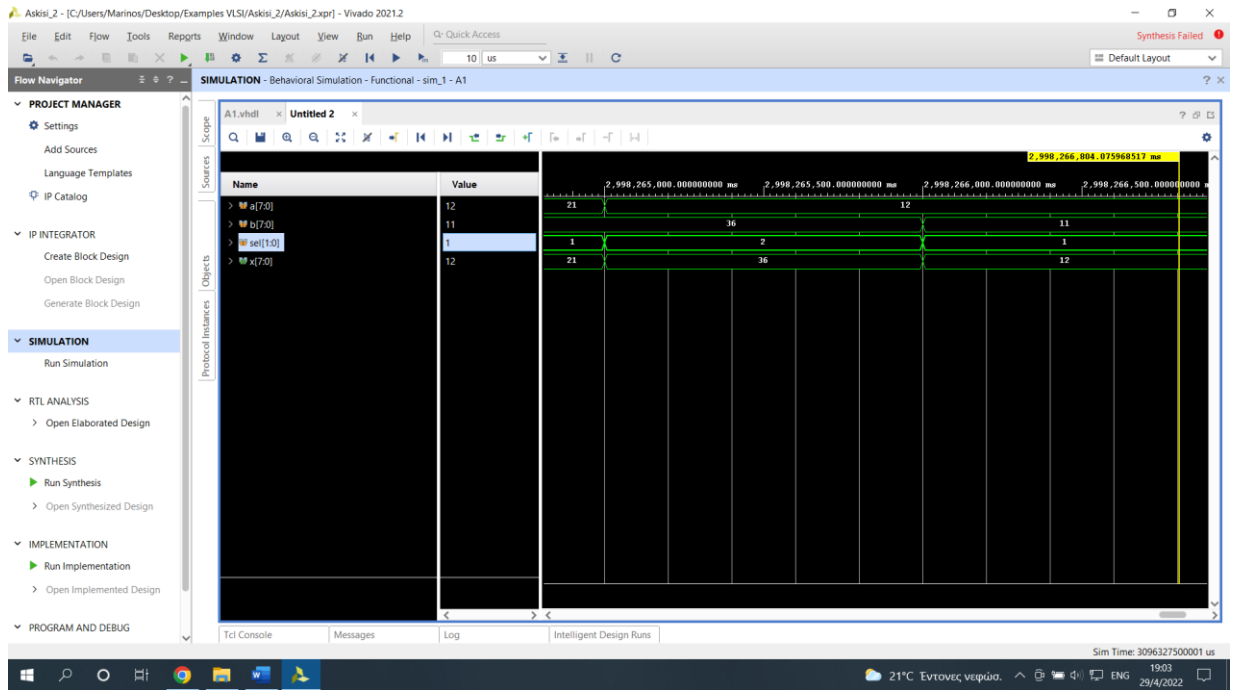 Askisi_2 - [C:/Users/Marinos/Desktop/Examples VLSI/Askisi_2/Askisi_2.xpr] - Vivado 2021.2
File Edit Flow Tools Reports Window Layout View Run Help Q- Quick Access Synthesis Failed
10 us Default Layout
Flow Navigator ? SIMULATION - Behavioral Simulation - Functional - sim_1 - A1 ? ×
PROJECT MANAGER
Settings
Add Sources
Language Templates
IP Catalog
IP INTEGRATOR
Create Block Design
Open Block Design
Generate Block Design
SIMULATION
Run Simulation
RTL ANALYSIS
Open Elaborated Design
SYNTHESIS
Run Synthesis
Open Synthesized Design
IMPLEMENTATION
Run Implementation
Open Implemented Design
PROGRAM AND DEBUG
Scope
Sources
Objects
Protocol Instances
A1.vhdl × Untitled 2 ×
2,998,266,804.075968517 ms
Name Value 2,998,265,000.000000000 ms 2,998,265,500.000000000 ms 2,998,266,000.000000000 ms 2,998,266,500.000000000 m
a[7:0] 12 21 12
b[7:0] 11 36 11
sel[1:0] 1 1 2 1
x[7:0] 12 21 36 12
Tcl Console Messages Log Intelligent Design Runs
Sim Time: 3096327500001 us
21°C Έντονες νεφώσ. ENG 19:03
29/4/2022